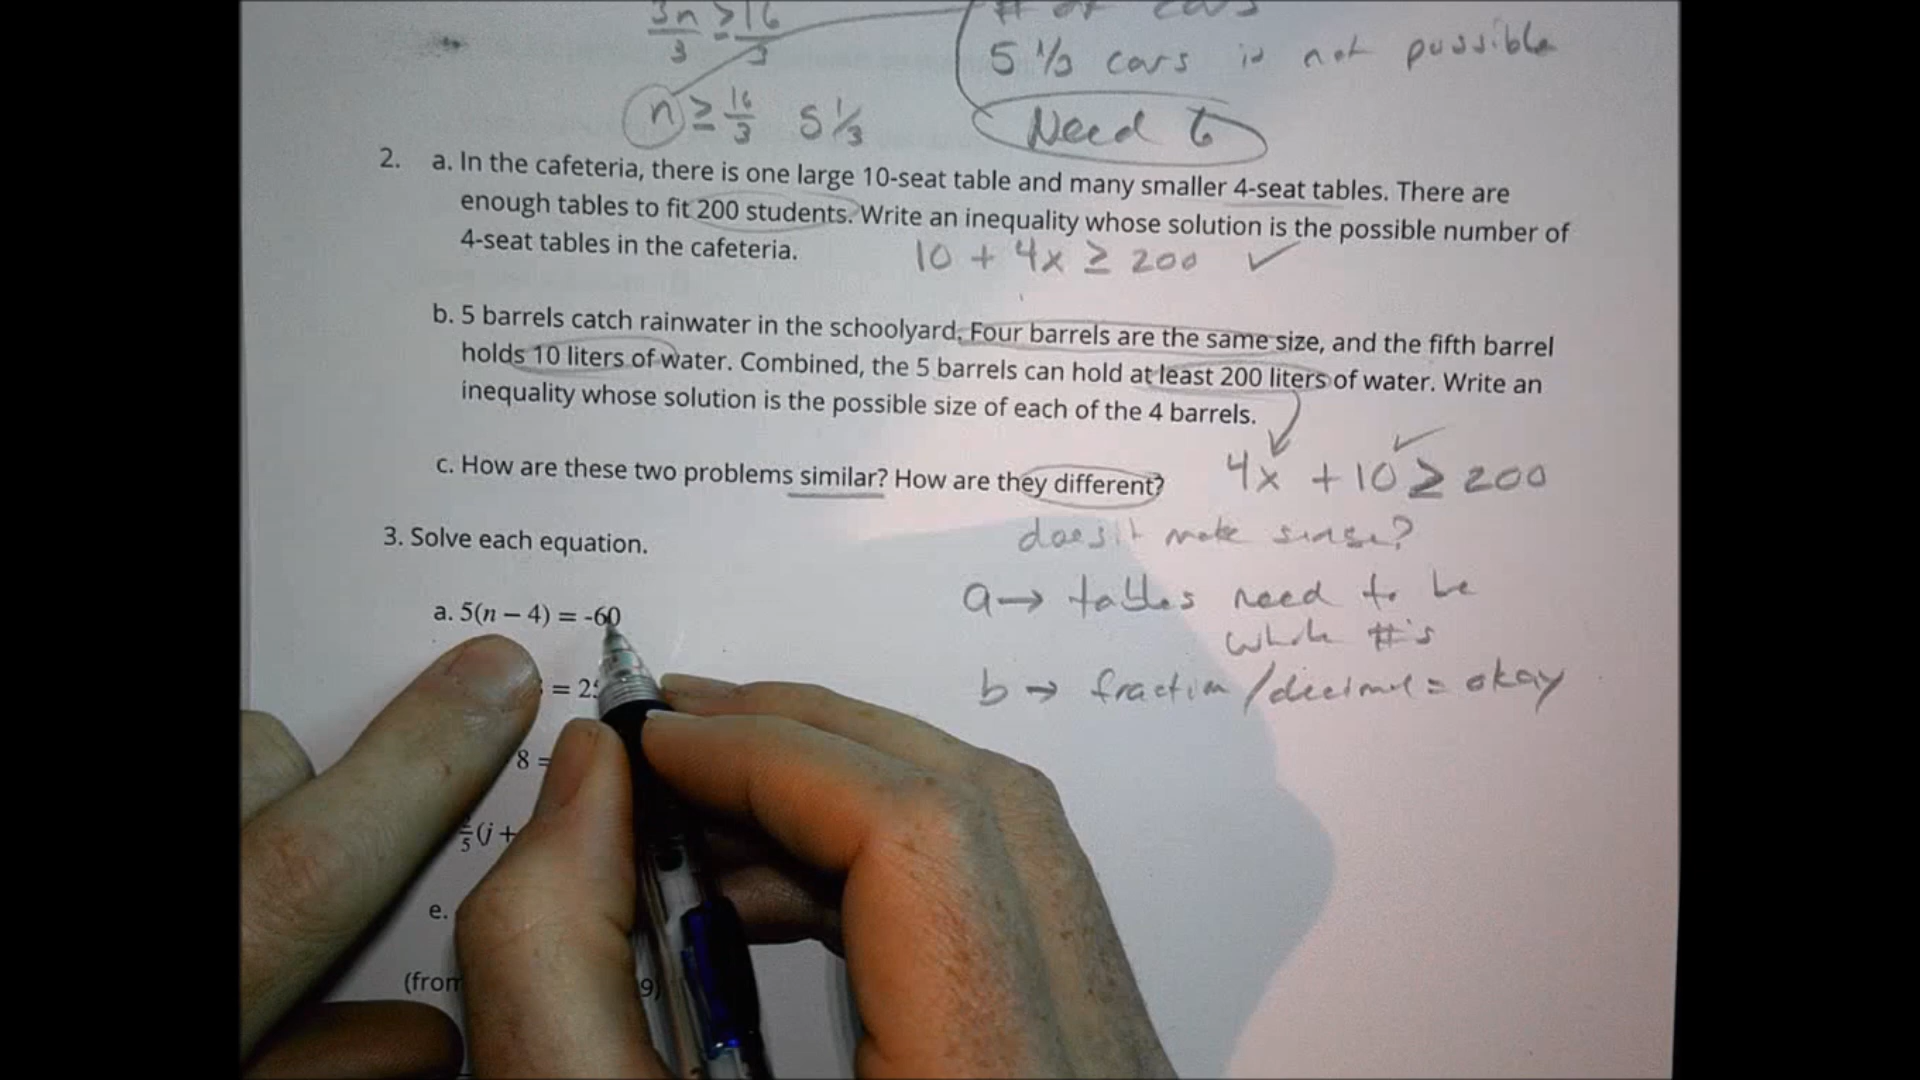 3n ≥ 16
3 3
# of cars
5 1/3 cars is not possible
n ≥ 16/3 5 1/3
Need 6
2. a. In the cafeteria, there is one large 10-seat table and many smaller 4-seat tables. There are
enough tables to fit 200 students. Write an inequality whose solution is the possible number of
4-seat tables in the cafeteria.
10 + 4x ≥ 200 ✓
b. 5 barrels catch rainwater in the schoolyard. Four barrels are the same size, and the fifth barrel
holds 10 liters of water. Combined, the 5 barrels can hold at least 200 liters of water. Write an
inequality whose solution is the possible size of each of the 4 barrels.
c. How are these two problems similar? How are they different?
4x + 10 ≥ 200
3. Solve each equation.
does it make sense?
a → tables need to be
whole #'s
b → fraction/decimal = okay
a. 5(n – 4) = -60
= 2
8 =
5(j +
e.
(from
9)